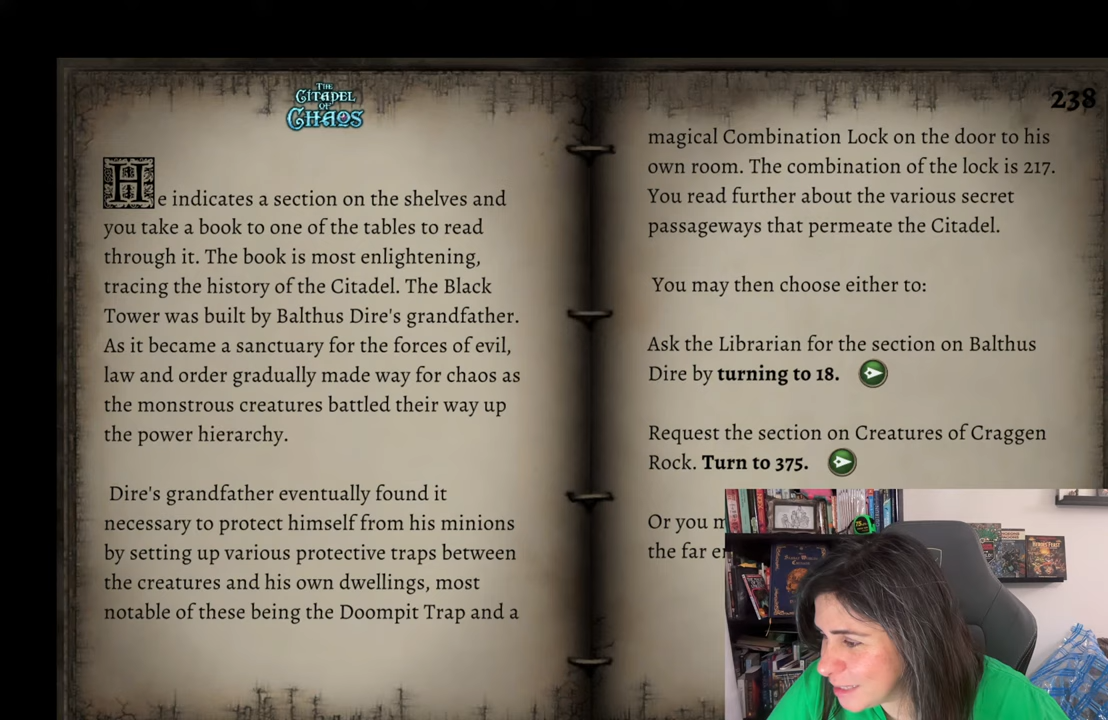 THE
CITADEL
OF
CHAOS
238
He indicates a section on the shelves and
you take a book to one of the tables to read
through it. The book is most enlightening,
tracing the history of the Citadel. The Black
Tower was built by Balthus Dire's grandfather.
As it became a sanctuary for the forces of evil,
law and order gradually made way for chaos as
the monstrous creatures battled their way up
the power hierarchy.
Dire's grandfather eventually found it
necessary to protect himself from his minions
by setting up various protective traps between
the creatures and his own dwellings, most
notable of these being the Doompit Trap and a
magical Combination Lock on the door to his
own room. The combination of the lock is 217.
You read further about the various secret
passageways that permeate the Citadel.
You may then choose either to:
Ask the Librarian for the section on Balthus
Dire by turning to 18.
Request the section on Creatures of Craggen
Rock. Turn to 375.
Or you
the far